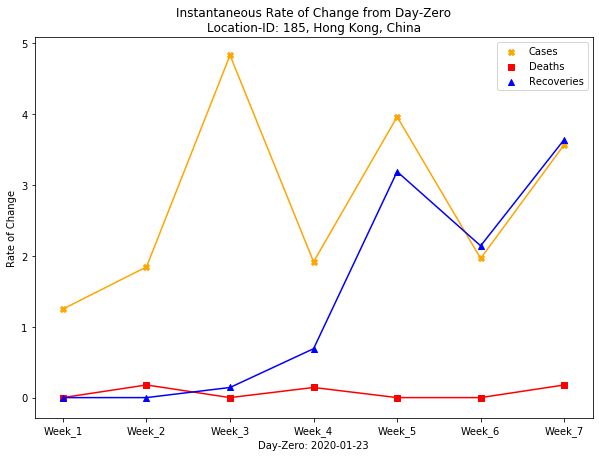 Instantaneous Rate of Change from Day-Zero
Location-ID: 185, Hong Kong, China
Cases
Deaths
Recoveries
Rate of Change
5
4
3
2
1
0
Week_1
Week_2
Week_3
Week_4
Week_5
Week_6
Week_7
Day-Zero: 2020-01-23